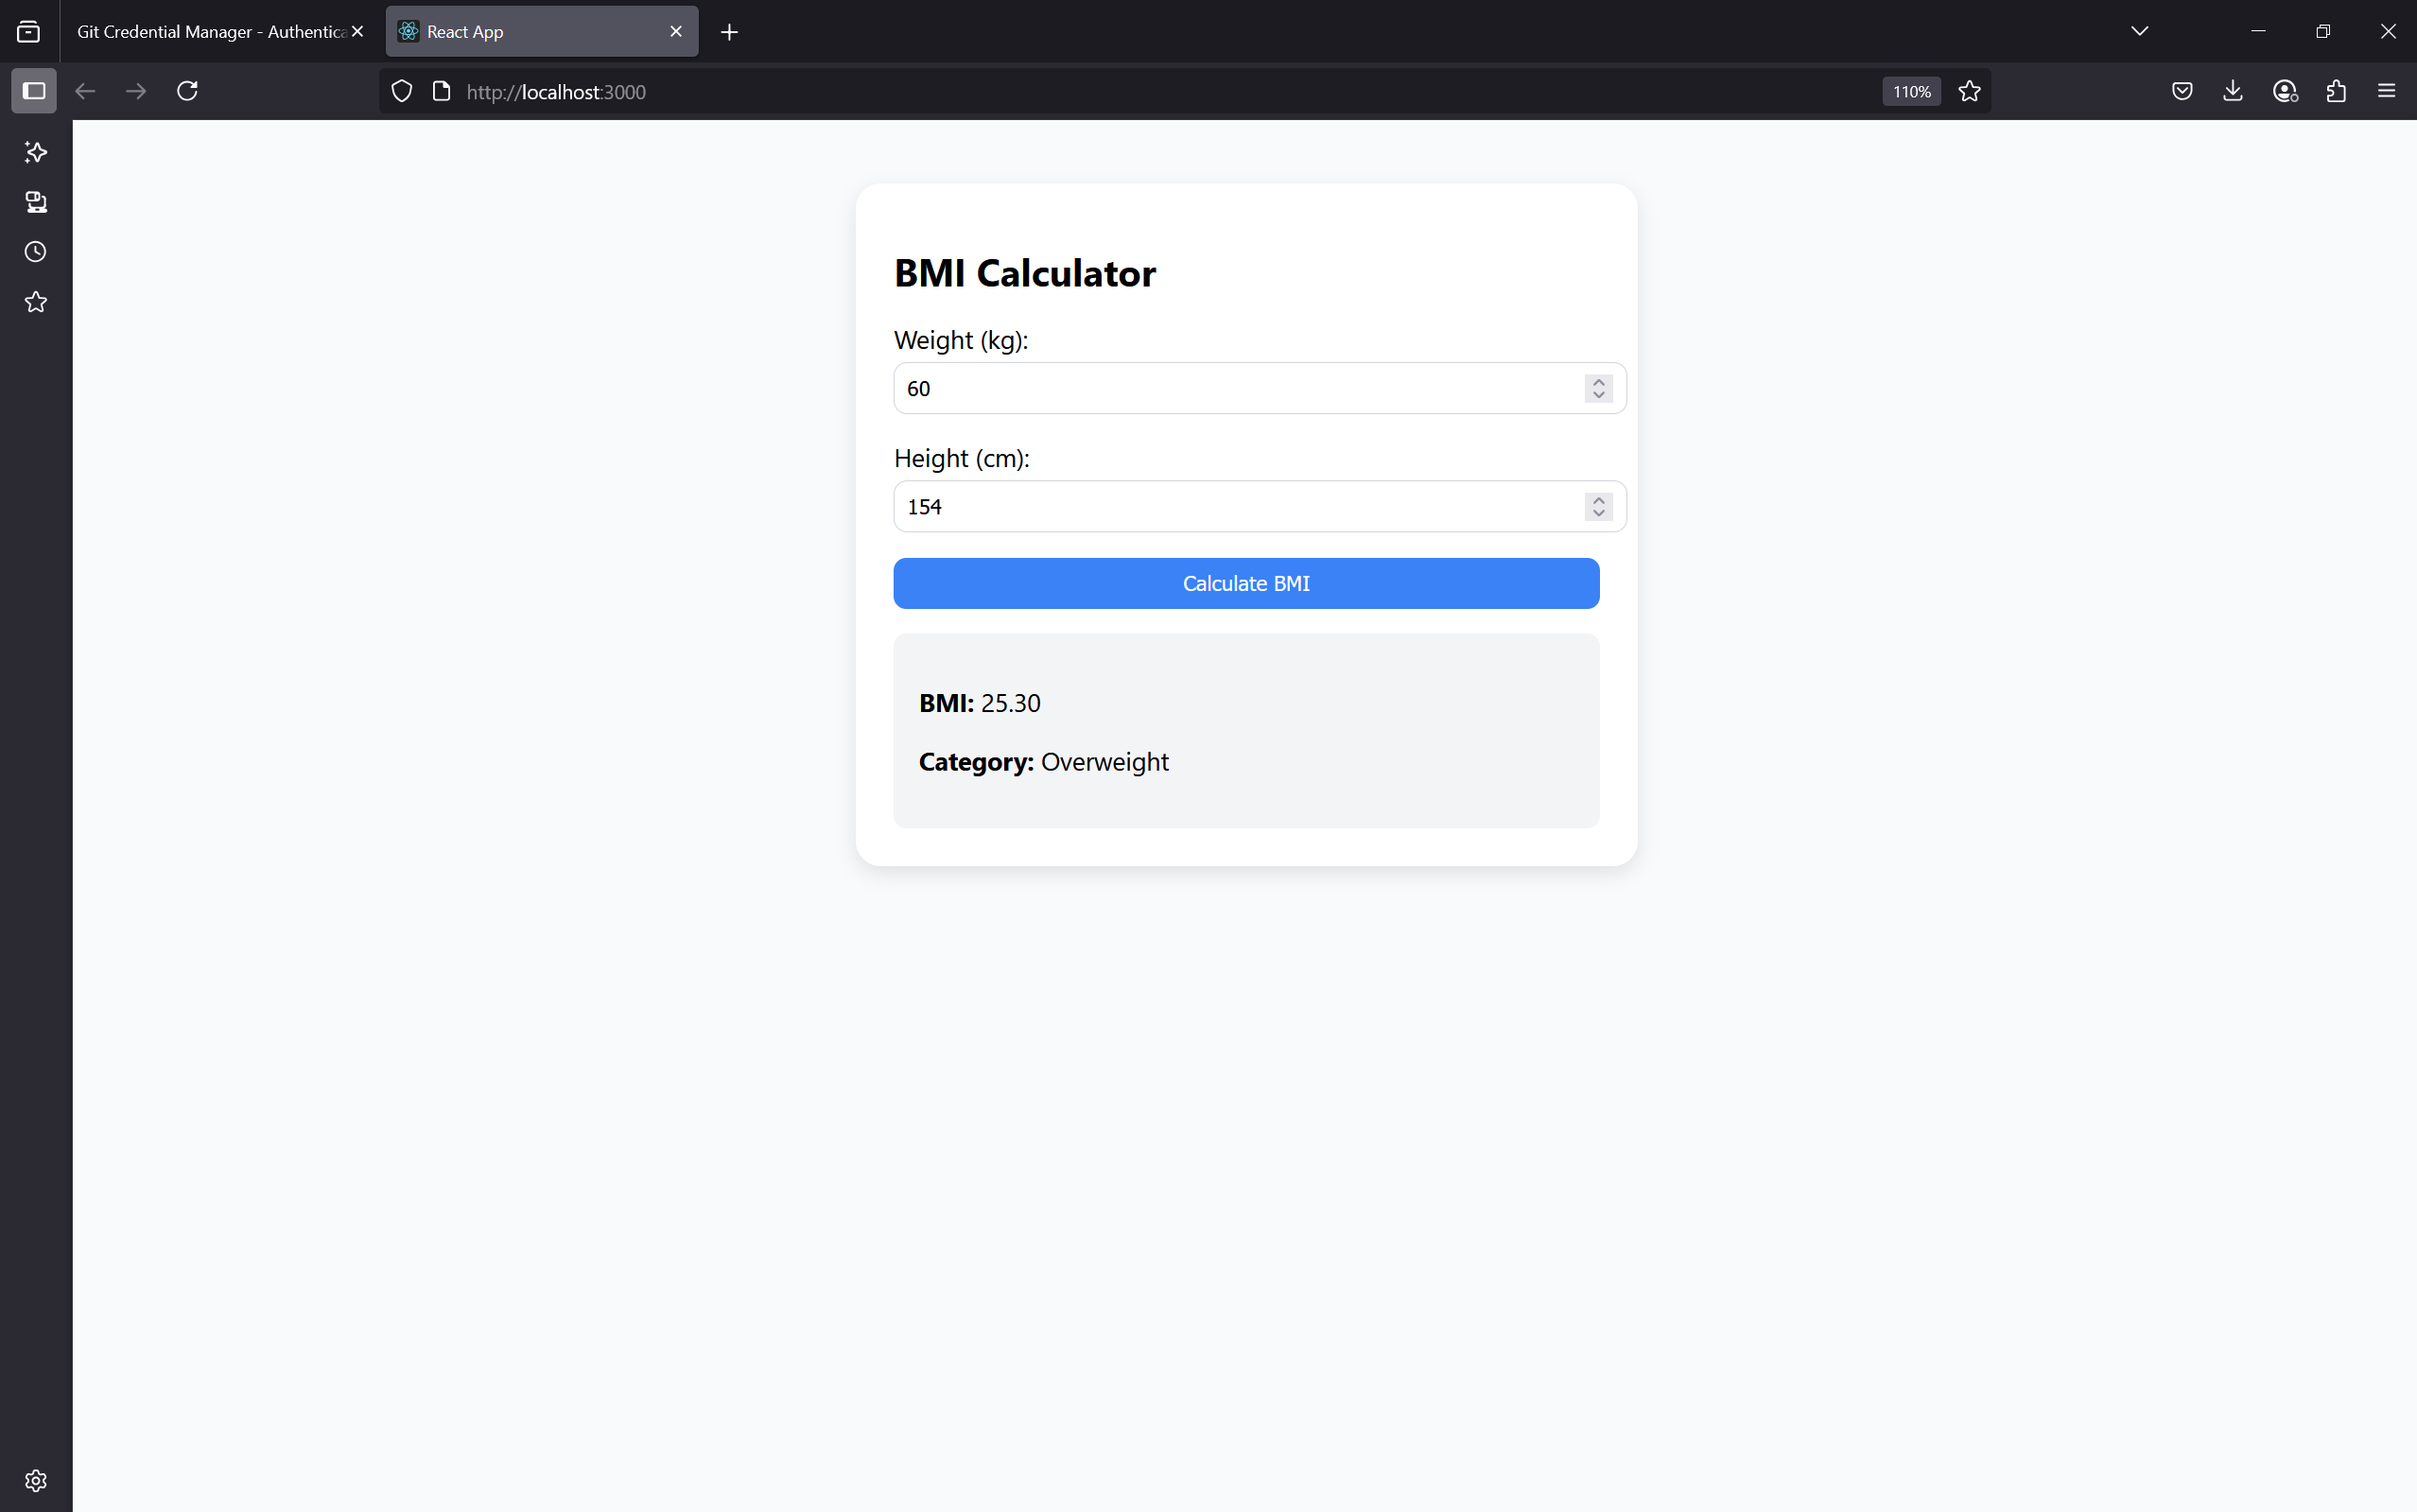 Git Credential Manager - Authentica
React App
http://localhost:3000
110%
BMI Calculator
Weight (kg):
60
Height (cm):
154
Calculate BMI
BMI: 25.30
Category: Overweight